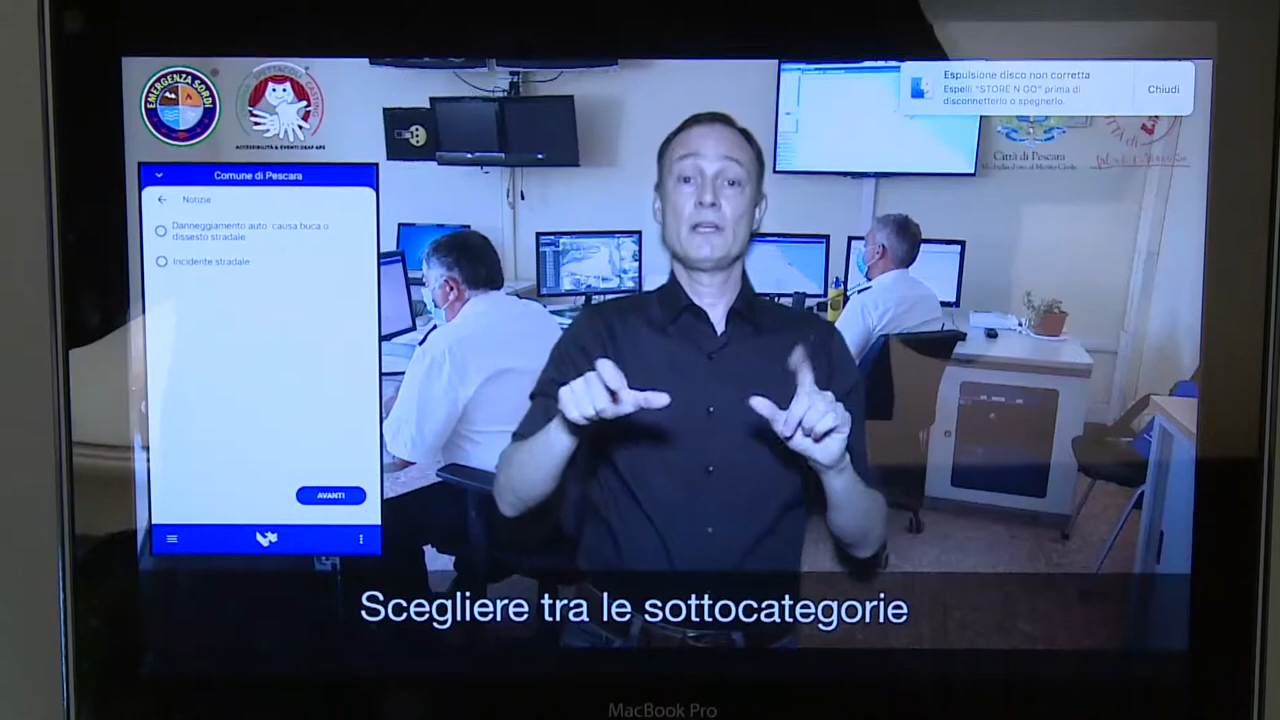 EMERGENZA SORDI
SPETTACOLI
CASTING
ACCESSIBILITÀ & EVENTI DEAF APS
Espulsione disco non corretta
Espelli "STORE N GO" prima di
disconnetterlo o spegnerlo.
Chiudi
Città di Pescara
Comune di Pescara
Notizie
Danneggiamento auto causa buca o
dissesto stradale
Incidente stradale
AVANTI
Scegliere tra le sottocategorie
MacBook Pro